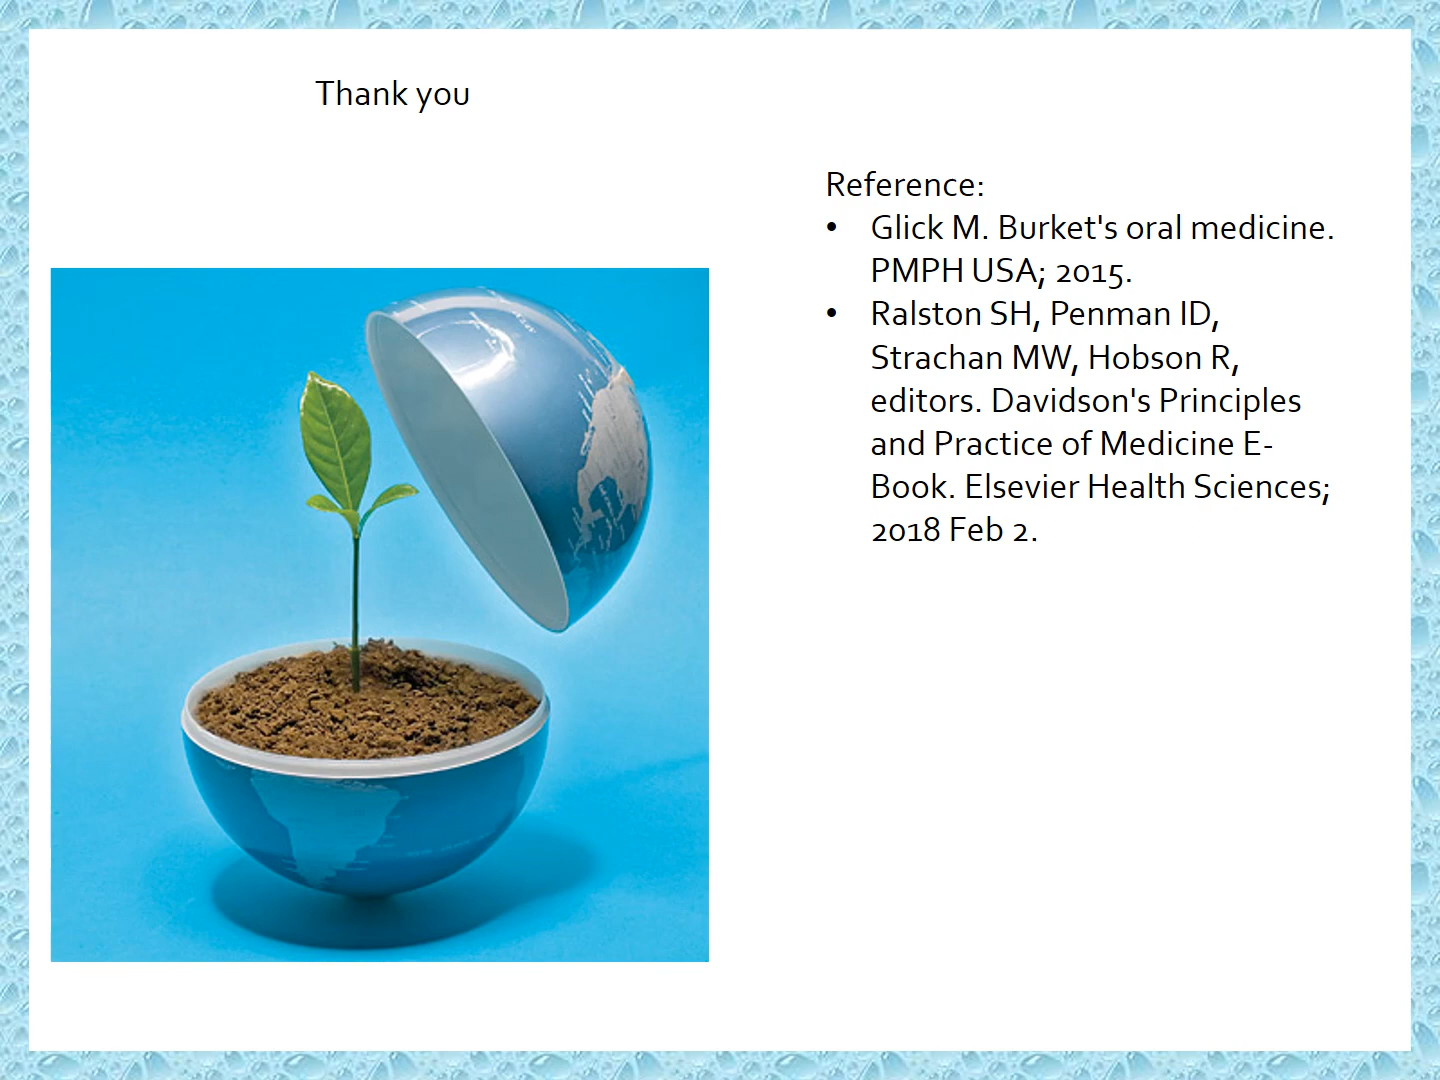 Thank you
Reference:
• Glick M. Burket's oral medicine.
PMPH USA; 2015.
• Ralston SH, Penman ID,
Strachan MW, Hobson R,
editors. Davidson's Principles
and Practice of Medicine E-
Book. Elsevier Health Sciences;
2018 Feb 2.